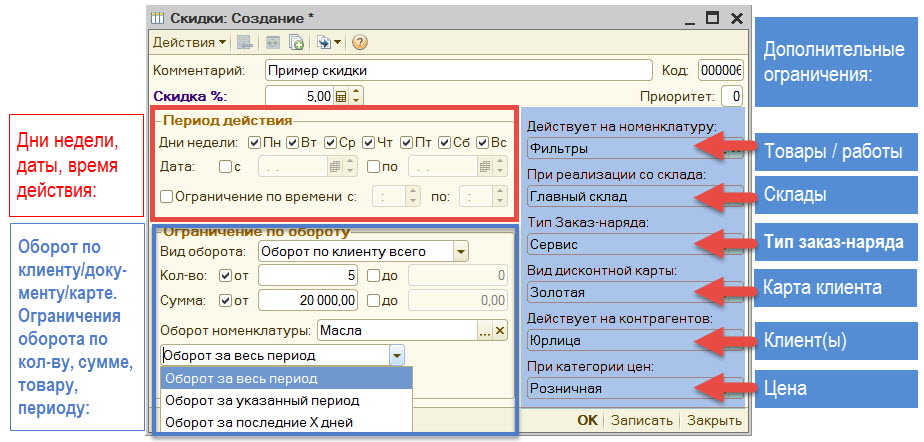 Скидки: Создание *
Действия
Комментарий: Пример скидки Код: 000006
Скидка %: 5,00 Приоритет: 0
Период действия
Дни недели: Пн Вт Ср Чт Пт Сб Вс
Дата: с . . по . .
Ограничение по времени с: : по: :
Ограничение по обороту
Вид оборота: Оборот по клиенту всего
Кол-во: от 5 до 0
Сумма: от 20 000,00 до 0,00
Оборот номенклатуры: Масла ... ×
Оборот за весь период
Оборот за весь период
Оборот за указанный период
Оборот за последние X дней
Действует на номенклатуру:
Фильтры
При реализации со склада:
Главный склад
Тип Заказ-наряда:
Сервис
Вид дисконтной карты:
Золотая
Действует на контрагентов:
Юрлица
При категории цен:
Розничная
OK Записать Закрыть
Дни недели,
даты, время
действия:
Оборот по
клиенту/доку-
менту/карте.
Ограничения
оборота по
кол-ву, сумме,
товару,
периоду:
Дополнительные
ограничения:
Товары / работы
Склады
Тип заказ-наряда
Карта клиента
Клиент(ы)
Цена